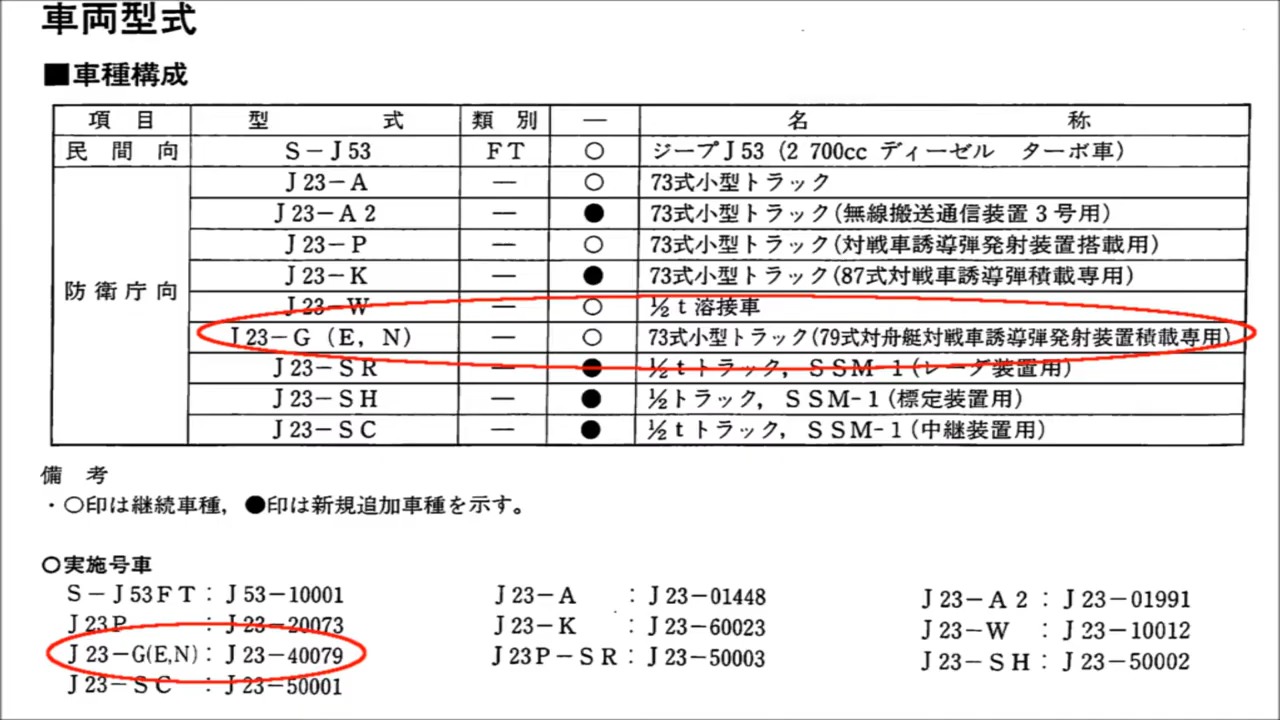 車両型式
■車種構成
項目 型式 類別 ― 名称
民間向 S-J53 FT ○ ジープJ53 (2 700cc ディーゼル ターボ車)
防衛庁向 J23-A ― ○ 73式小型トラック
J23-A2 ― ● 73式小型トラック(無線搬送通信装置3号用)
J23-P ― ○ 73式小型トラック(対戦車誘導弾発射装置搭載用)
J23-K ― ● 73式小型トラック(87式対戦車誘導弾積載専用)
J23-W ― ○ ½t溶接車
J23-G (E, N) ― ○ 73式小型トラック(79式対舟艇対戦車誘導弾発射装置積載専用)
J23-SR ― ● ½tトラック, SSM-1(レーダ装置用)
J23-SH ― ● ½トラック, SSM-1(標定装置用)
J23-SC ― ● ½tトラック, SSM-1(中継装置用)
備考
・○印は継続車種, ●印は新規追加車種を示す。
○実施号車
S-J53FT : J53-10001 J23-A : J23-01448 J23-A2 : J23-01991
J23P : J23-20073 J23-K : J23-60023 J23-W : J23-10012
J23-G(E,N) : J23-40079 J23P-SR : J23-50003 J23-SH : J23-50002
J23-SC : J23-50001